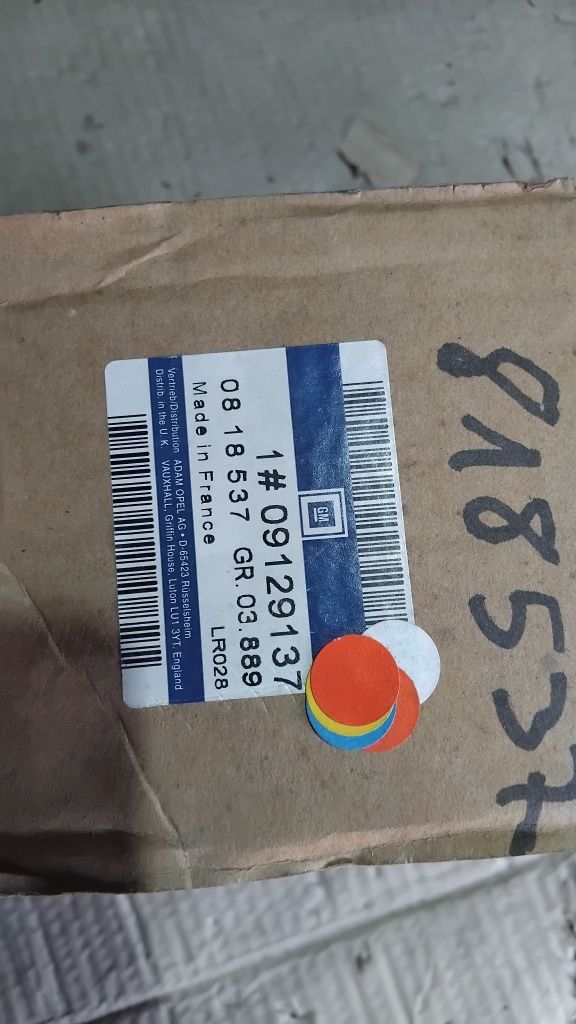 818537
GM
1# 09129137
08 18 537 GR.03.889
Made in France LR028
Vertrieb/Distribution ADAM OPEL AG • D-65423 Rüsselsheim
Distrib. in the U. K. VAUXHALL, Griffin House, Luton LU1 3YT, England